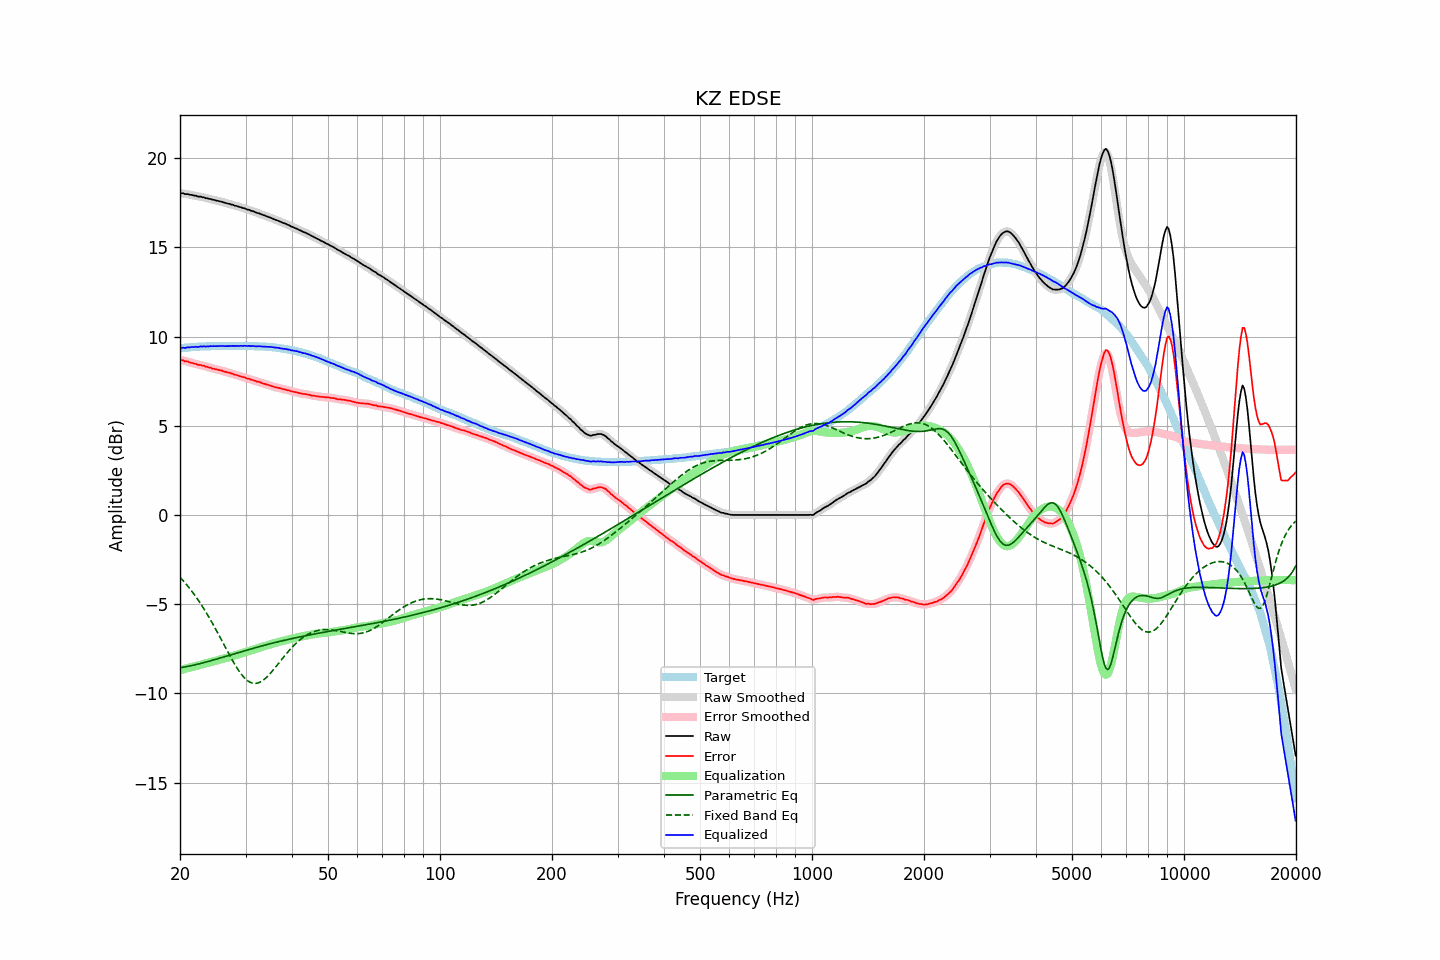 KZ EDSE
Amplitude (dBr)
20
15
10
5
0
−5
−10
−15
Target
Raw Smoothed
Error Smoothed
Raw
Error
Equalization
Parametric Eq
Fixed Band Eq
Equalized
20 50 100 200 500 1000 2000 5000 10000 20000
Frequency (Hz)